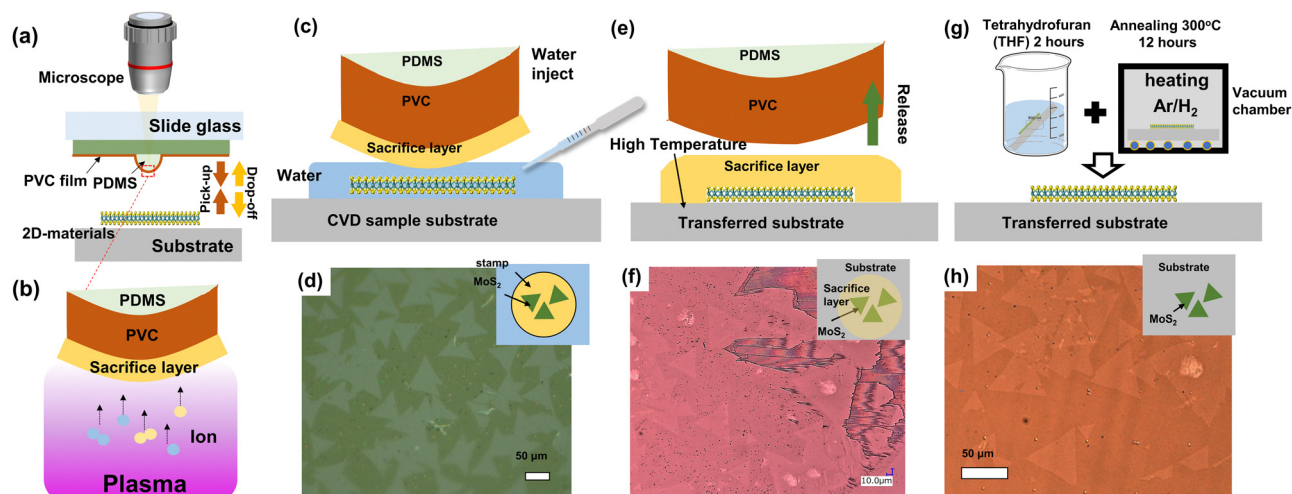 (a)
Microscope
Slide glass
PVC film
PDMS
Pick-up
Drop-off
2D-materials
Substrate
(b)
PDMS
PVC
Sacrifice layer
Ion
Plasma
(c)
PDMS
Water
inject
PVC
Sacrifice layer
Water
CVD sample substrate
(d)
stamp
MoS₂
50 μm
(e)
PDMS
PVC
Release
High Temperature
Sacrifice layer
Transferred substrate
(f)
Substrate
Sacrifice
layer
MoS₂
10.0μm
(g)
Tetrahydrofuran
(THF) 2 hours
Annealing 300°C
12 hours
heating
Ar/H₂
Vacuum
chamber
Transferred substrate
(h)
Substrate
MoS₂
50 μm